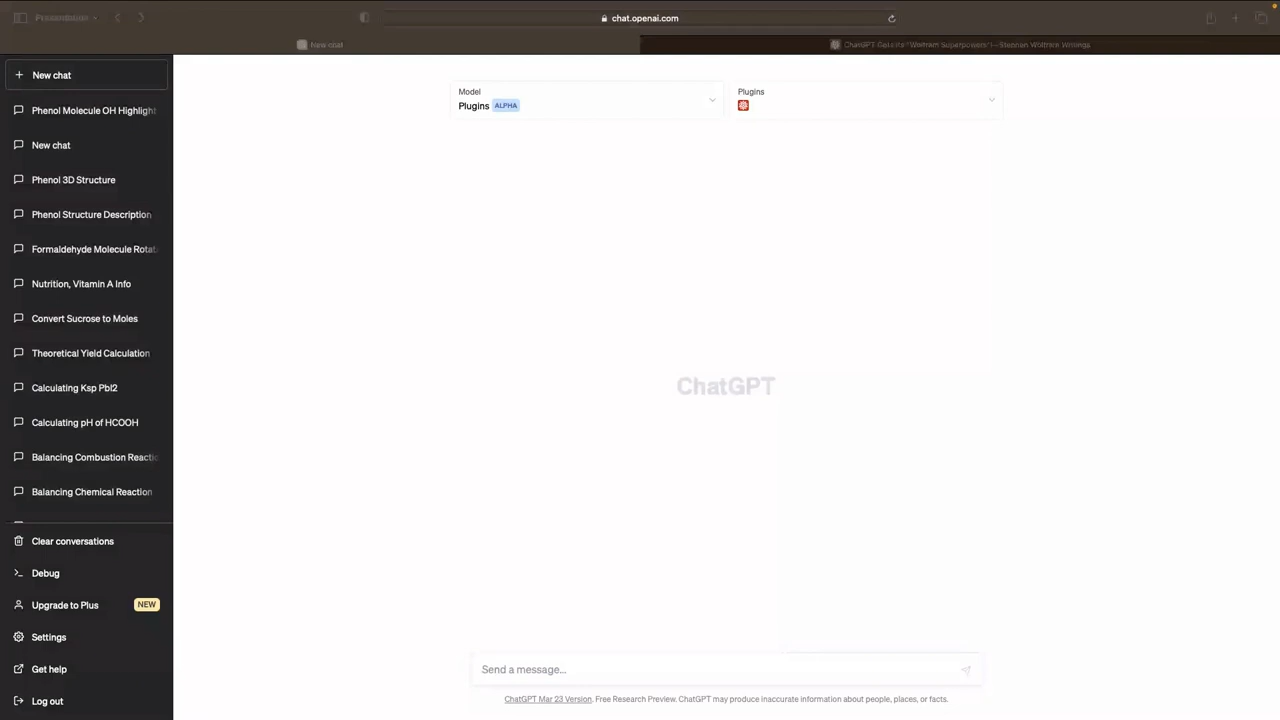 Presentation
chat.openai.com
New chat
ChatGPT Gets Its "Wolfram Superpowers"!—Stephen Wolfram Writings
New chat
Phenol Molecule OH Highlight
New chat
Phenol 3D Structure
Phenol Structure Description
Formaldehyde Molecule Rotat
Nutrition, Vitamin A Info
Convert Sucrose to Moles
Theoretical Yield Calculation
Calculating Ksp PbI2
Calculating pH of HCOOH
Balancing Combustion Reactio
Balancing Chemical Reaction
Clear conversations
Debug
Upgrade to Plus NEW
Settings
Get help
Log out
Model
Plugins ALPHA
Plugins
ChatGPT
Send a message...
ChatGPT Mar 23 Version. Free Research Preview. ChatGPT may produce inaccurate information about people, places, or facts.